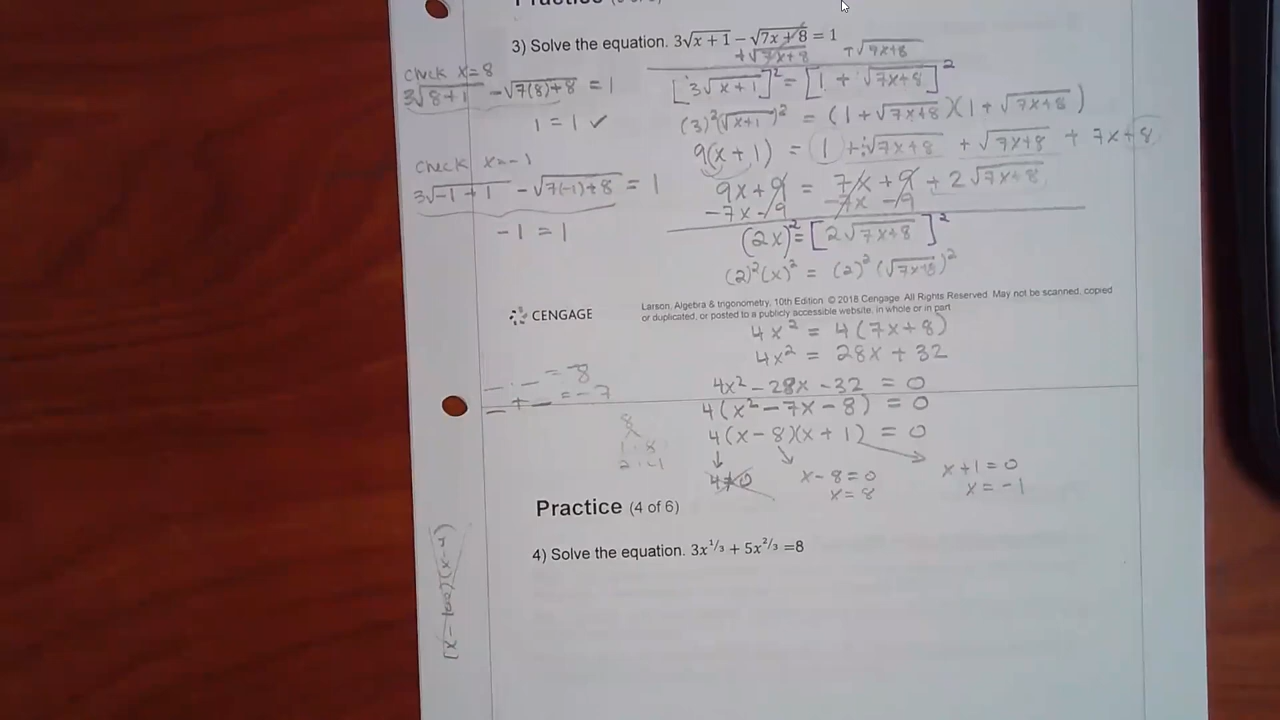 3) Solve the equation. 3√x + 1 − √7x + 8 = 1
+√7x+8 +√7x+8
check x=8
3√8+1 −√7(8)+8 = 1
1 = 1 ✓
check x=-1
3√-1+1 −√7(-1)+8 = 1
-1 = 1
[3√x+1]² = [1 + √7x+8]²
(3)²(√x+1)² = (1+√7x+8)(1+√7x+8)
9(x+1) = 1 + √7x+8 + √7x+8 + 7x+8
9x+9 = 7x + 9 + 2√7x+8
-7x -9 -7x -9
(2x)² = [2√7x+8]²
(2)²(x)² = (2)²(√7x+8)²
CENGAGE
Larson, Algebra & trigonometry, 10th Edition. © 2018 Cengage. All Rights Reserved. May not be scanned, copied
or duplicated, or posted to a publicly accessible website, in whole or in part.
4x² = 4(7x+8)
4x² = 28x + 32
_ · _ = -8
_ + _ = -7
4x² - 28x - 32 = 0
4(x² - 7x - 8) = 0
8
1·8
4(x-8)(x+1) = 0
4≠0
x-8=0
x=8
x+1=0
x=-1
Practice (4 of 6)
4) Solve the equation. 3x^1/3 + 5x^2/3 =8